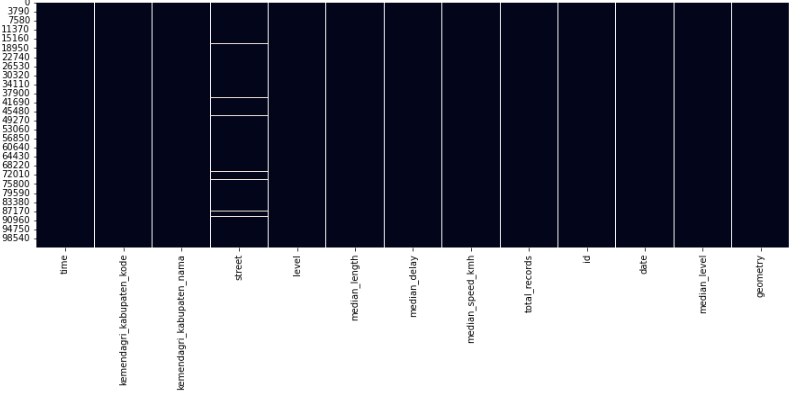 0
3790
7580
11370
15160
18950
22740
26530
30320
34110
37900
41690
45480
49270
53060
56850
60640
64430
68220
72010
75800
79590
83380
87170
90960
94750
98540
time
kemendagri_kabupaten_kode
kemendagri_kabupaten_nama
street
level
median_length
median_delay
median_speed_kmh
total_records
id
date
median_level
geometry